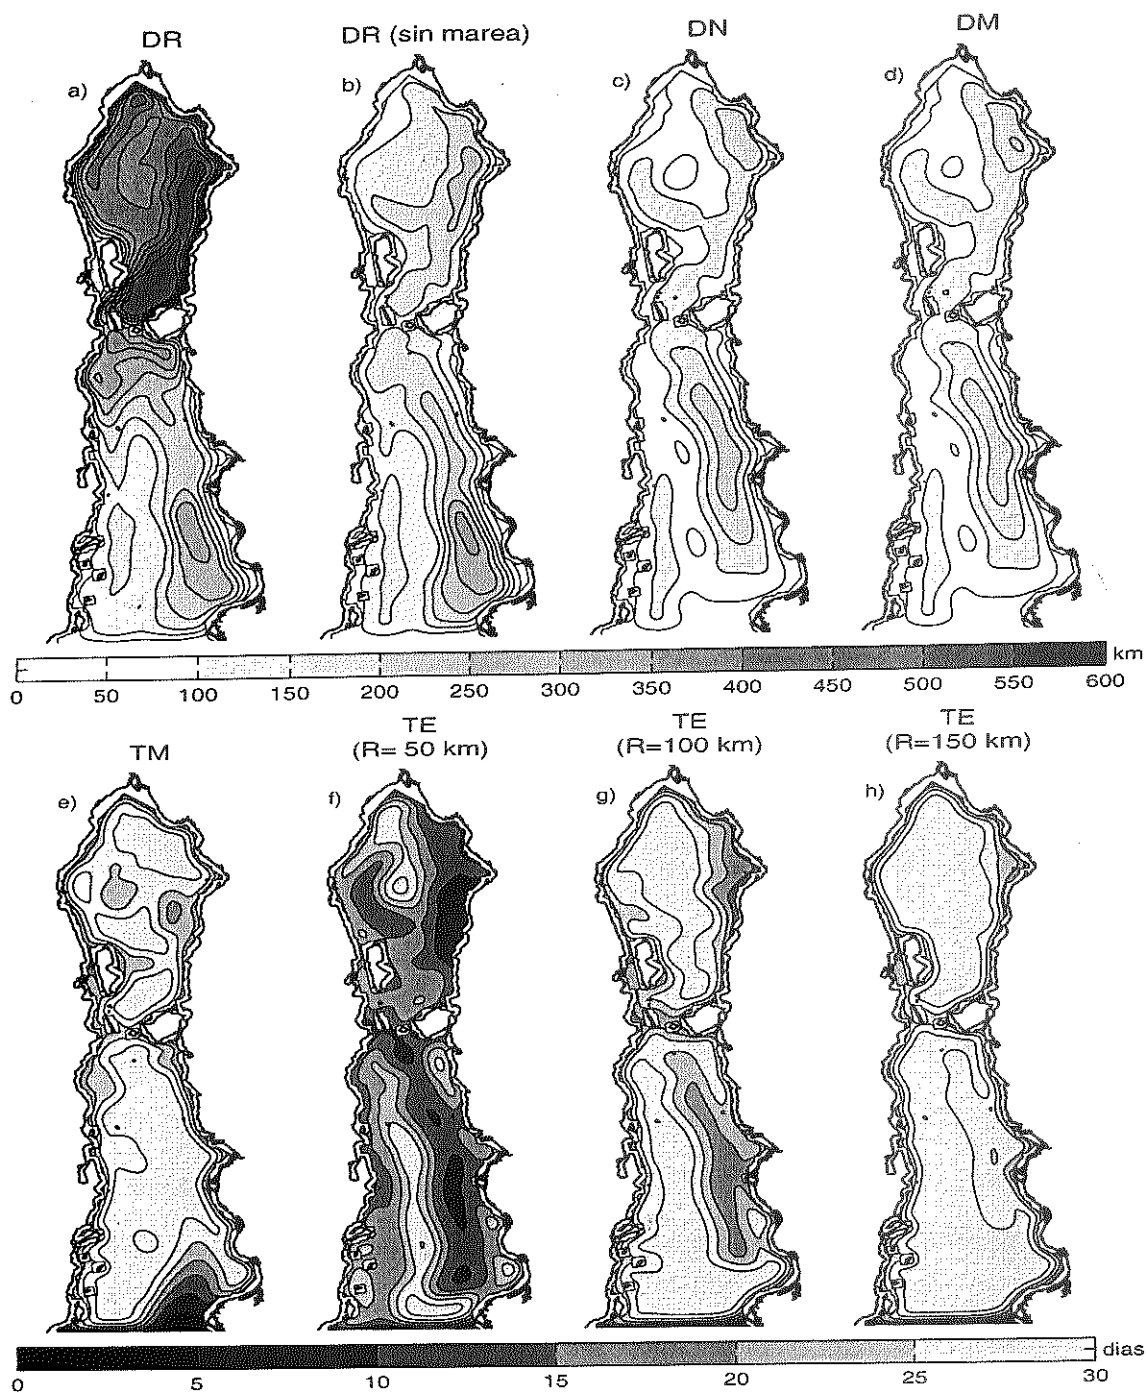 DR
DR (sin marea)
DN
DM
a)
b)
c)
d)
km
0 50 100 150 200 250 300 350 400 450 500 550 600
TM
TE
(R= 50 km)
TE
(R=100 km)
TE
(R=150 km)
e)
f)
g)
h)
dias
0 5 10 15 20 25 30